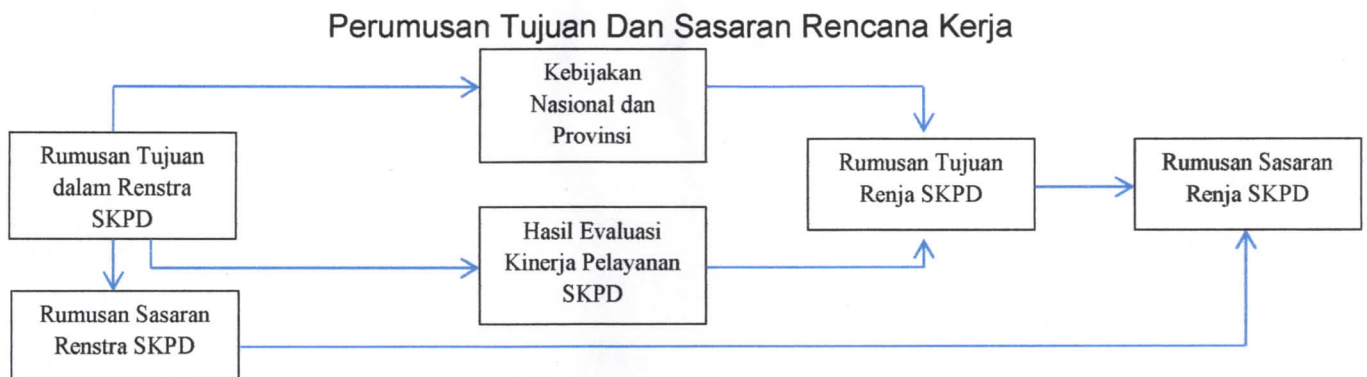 Perumusan Tujuan Dan Sasaran Rencana Kerja
Kebijakan
Nasional dan
Provinsi
Rumusan Tujuan
dalam Renstra
SKPD
Rumusan Tujuan
Renja SKPD
Rumusan Sasaran
Renja SKPD
Hasil Evaluasi
Kinerja Pelayanan
SKPD
Rumusan Sasaran
Renstra SKPD